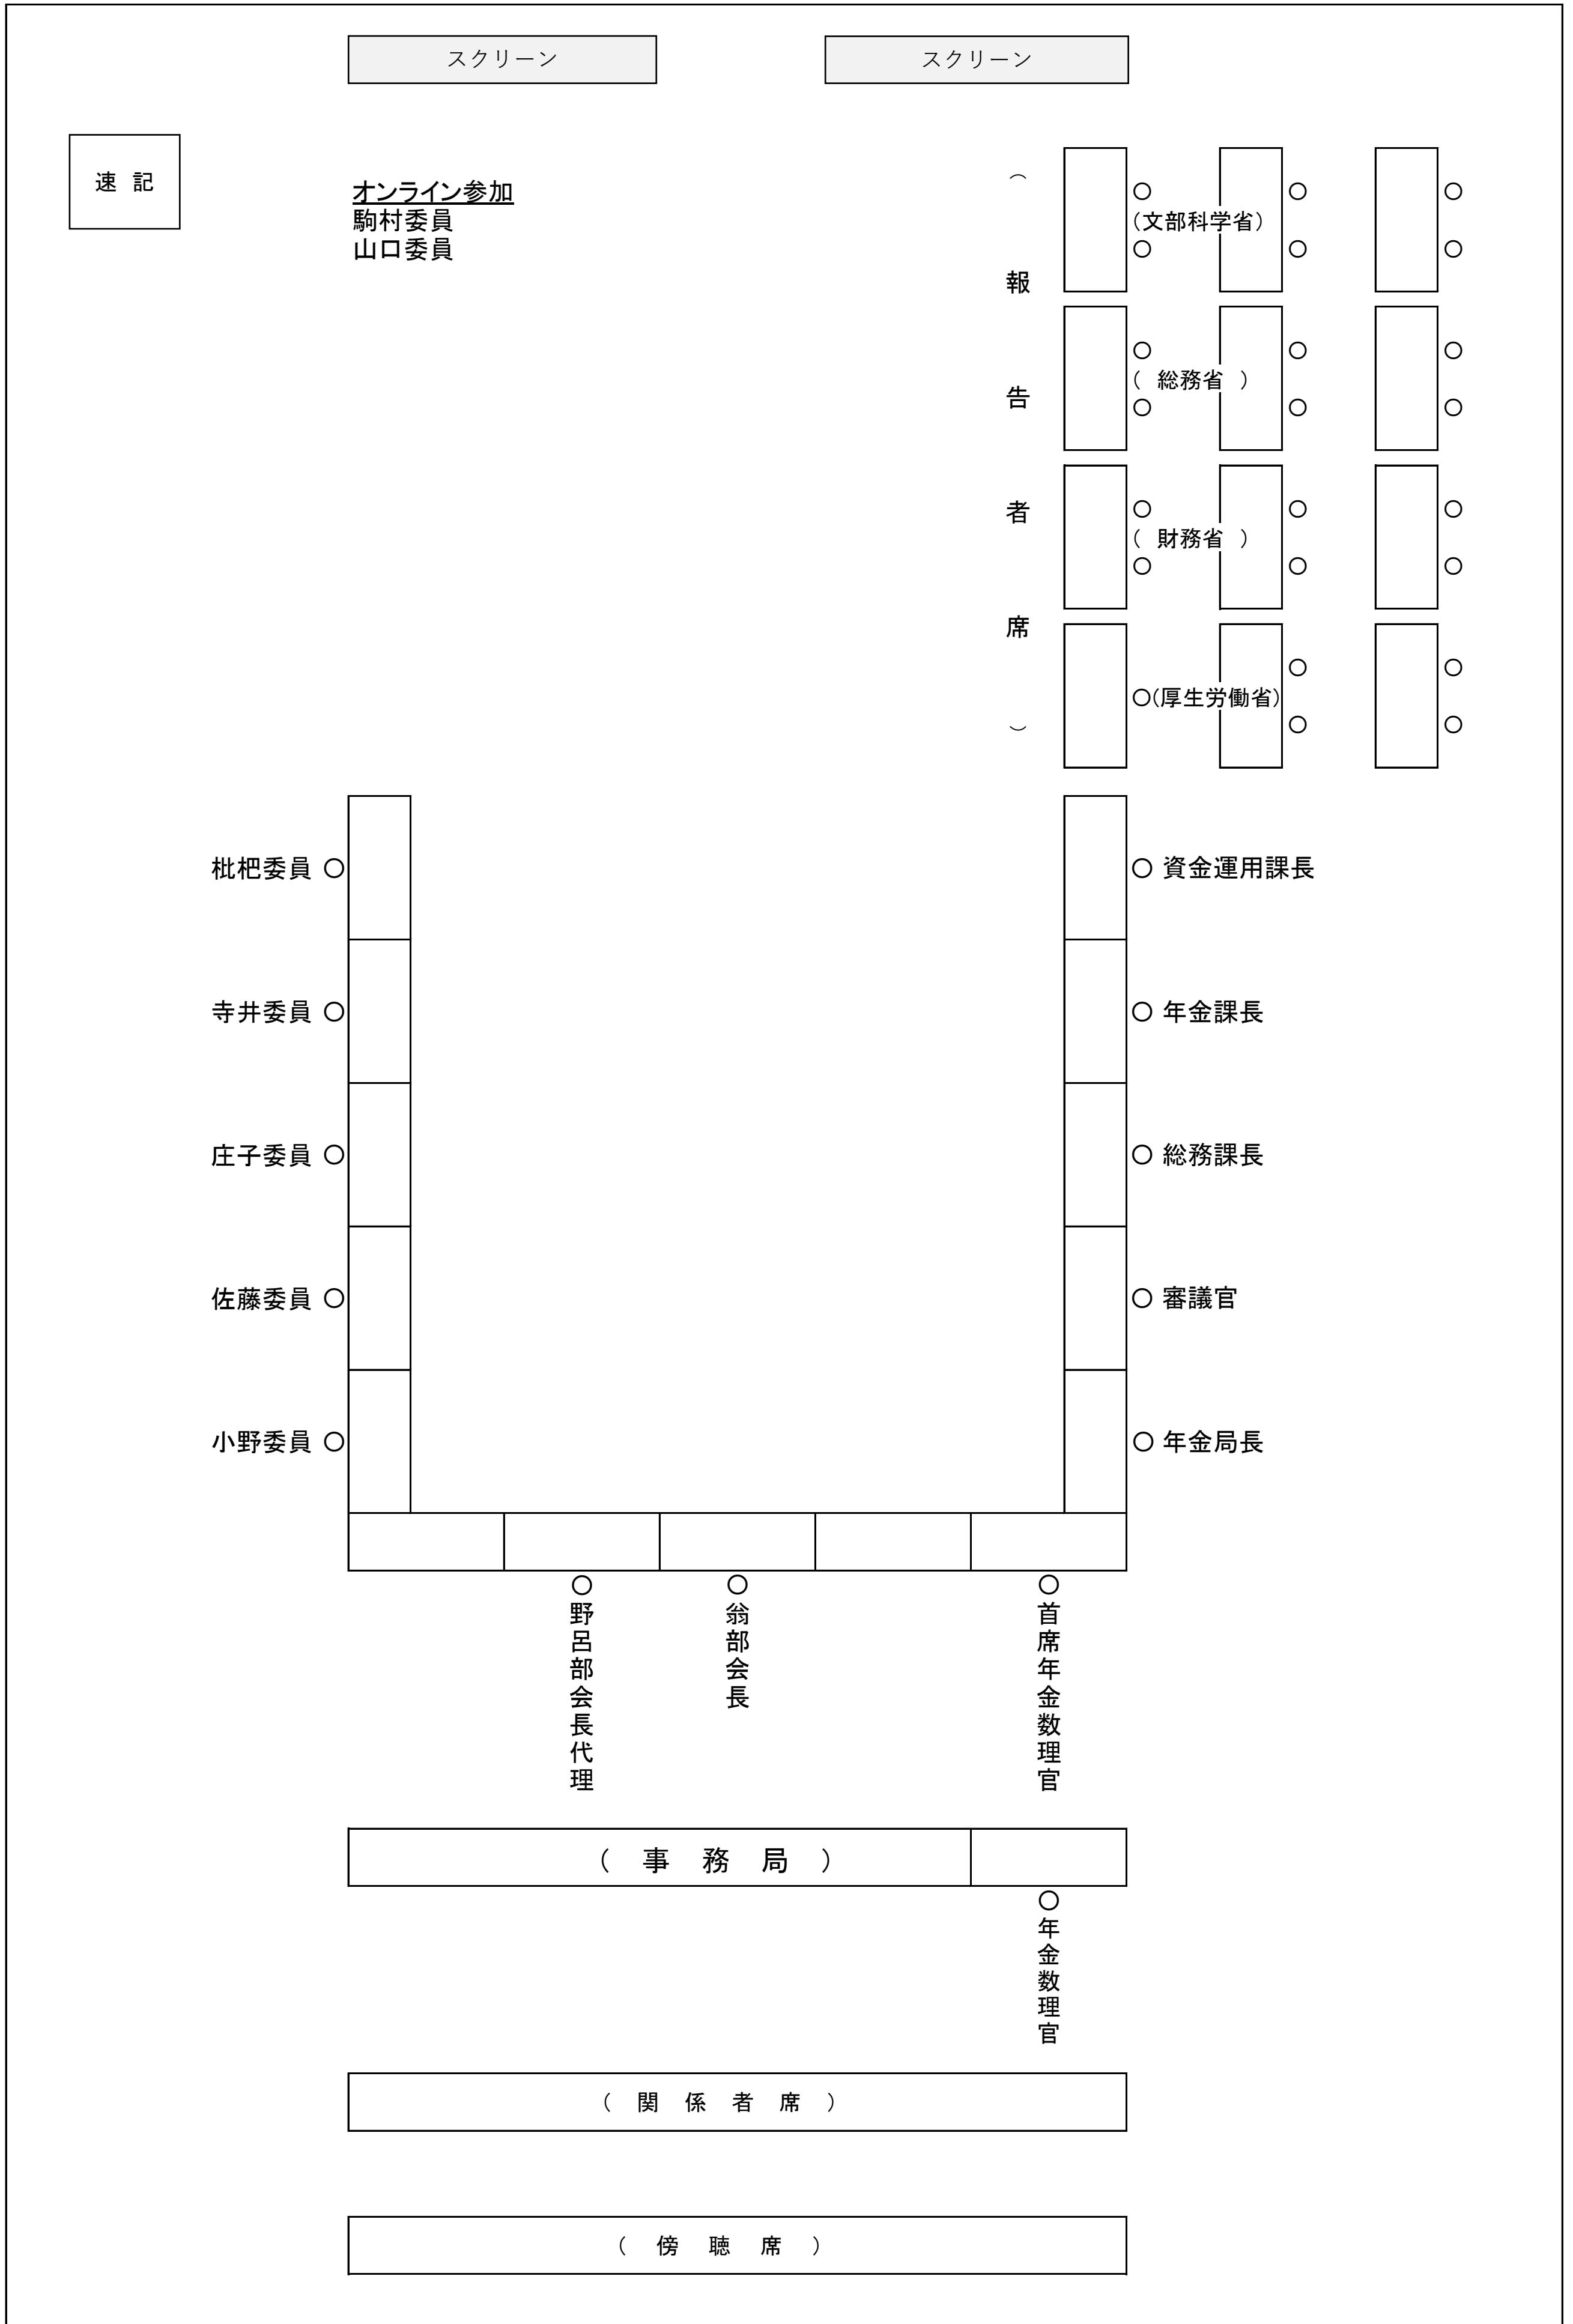 スクリーン
スクリーン
速 記
オンライン参加
駒村委員
山口委員
（ 報 告 者 席 ）
○
○
○
（文部科学省）
○
○
○
○
○
○
（ 総務省 ）
○
○
○
○
○
○
（ 財務省 ）
○
○
○
○
○
○（厚生労働省）
○
○
枇杷委員 ○
○ 資金運用課長
寺井委員 ○
○ 年金課長
庄子委員 ○
○ 総務課長
佐藤委員 ○
○ 審議官
小野委員 ○
○ 年金局長
○野呂部会長代理
○翁部会長
○首席年金数理官
（ 事 務 局 ）
○年金数理官
（ 関 係 者 席 ）
（ 傍 聴 席 ）